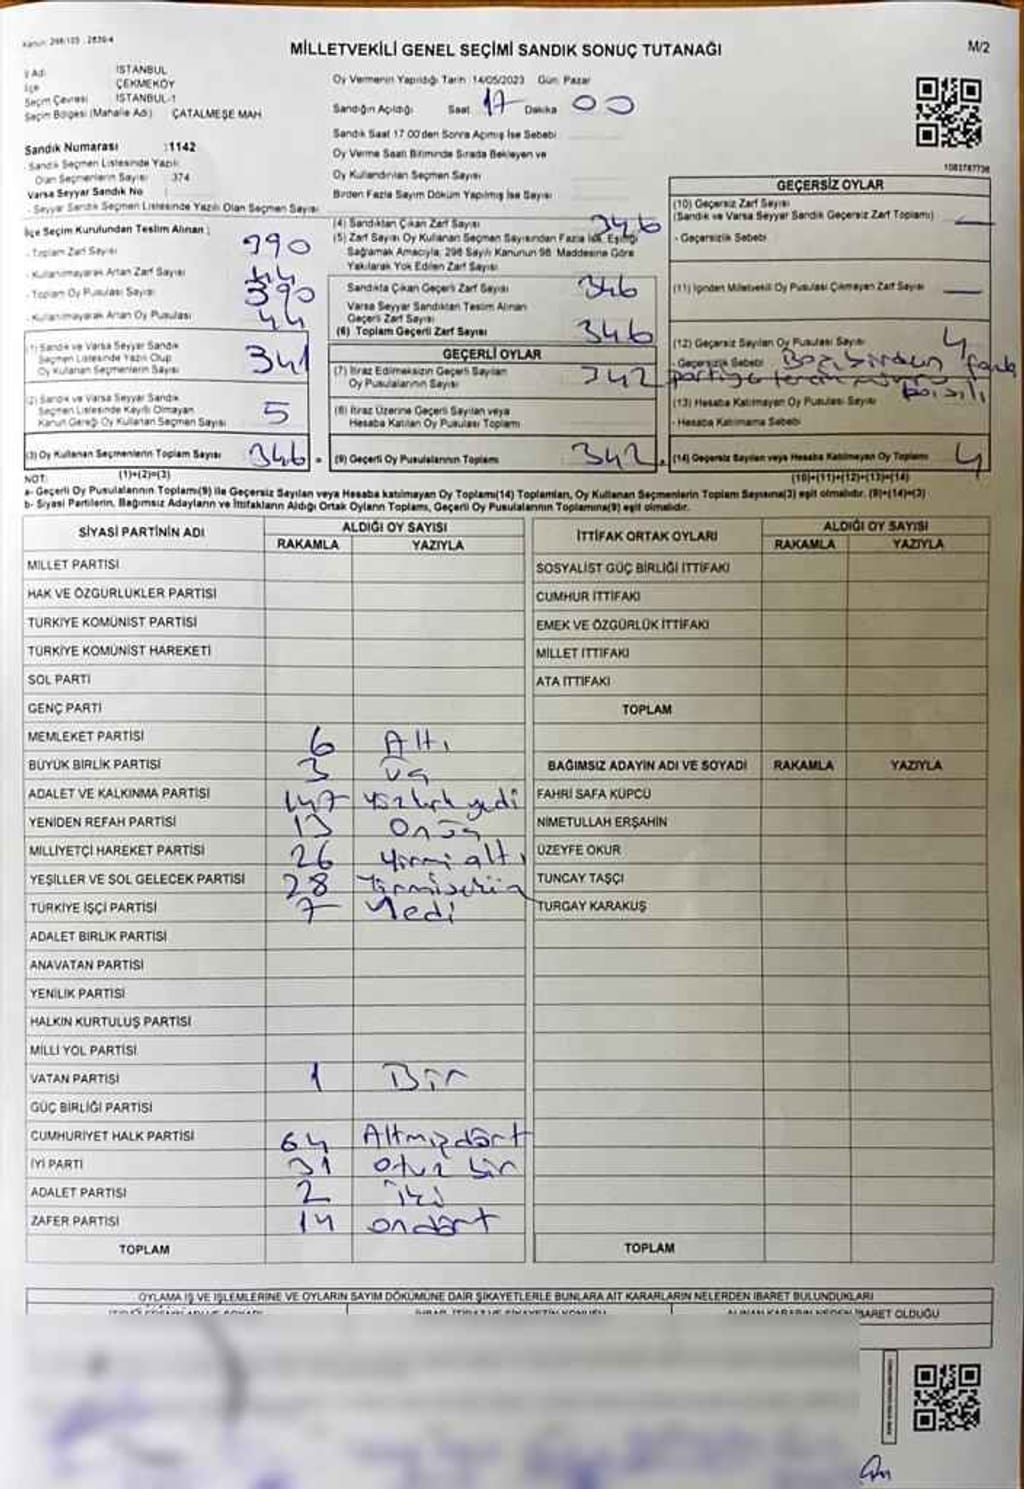 Kanun: 298/105 , 2839/4
MİLLETVEKİLİ GENEL SEÇİMİ SANDIK SONUÇ TUTANAĞI
M/2
İl Adı İSTANBUL
İlçe ÇEKMEKÖY
Seçim Çevresi İSTANBUL-1
Seçim Bölgesi (Mahalle Adı) ÇATALMEŞE MAH
Oy Vermenin Yapıldığı Tarih 14/05/2023 Gün: Pazar
Sandığın Açıldığı Saat 17 Dakika 00
Sandık Saat 17.00'den Sonra Açılmış İse Sebebi
Oy Verme Saati Bitiminde Sırada Bekleyen ve
Oy Kullandırılan Seçmen Sayısı
Birden Fazla Sayım Döküm Yapılmış İse Sayısı
Sandık Numarası :1142
- Sandık Seçmen Listesinde Yazılı
Olan Seçmenlerin Sayısı 374
Varsa Seyyar Sandık No :
- Seyyar Sandık Seçmen Listesinde Yazılı Olan Seçmen Sayısı
İlçe Seçim Kurulundan Teslim Alınan ;
- Toplam Zarf Sayısı 390
- Kullanılmayarak Artan Zarf Sayısı 44
- Toplam Oy Pusulası Sayısı 390
- Kullanılmayarak Artan Oy Pusulası 44
(1) Sandık ve Varsa Seyyar Sandık
Seçmen Listesinde Yazılı Olup
Oy Kullanan Seçmenlerin Sayısı 341
(2) Sandık ve Varsa Seyyar Sandık
Seçmen Listesinde Kayıtlı Olmayan
Kanun Gereği Oy Kullanan Seçmen Sayısı 5
(3) Oy Kullanan Seçmenlerin Toplam Sayısı 346
(1)+(2)=(3)
(4) Sandıktan Çıkan Zarf Sayısı 346
(5) Zarf Sayısı Oy Kullanan Seçmen Sayısından Fazla İse, Eşitliği
Sağlamak Amacıyla, 298 Sayılı Kanunun 98. Maddesine Göre
Yakılarak Yok Edilen Zarf Sayısı
Sandıkta Çıkan Geçerli Zarf Sayısı 346
Varsa Seyyar Sandıktan Teslim Alınan
Geçerli Zarf Sayısı
(6) Toplam Geçerli Zarf Sayısı 346
GEÇERLİ OYLAR
(7) İtiraz Edilmeksizin Geçerli Sayılan
Oy Pusulalarının Sayısı 342
(8) İtiraz Üzerine Geçerli Sayılan veya
Hesaba Katılan Oy Pusulası Toplamı
(9) Geçerli Oy Pusulalarının Toplamı 342
1083787738
GEÇERSİZ OYLAR
(10) Geçersiz Zarf Sayısı
(Sandık ve Varsa Seyyar Sandık Geçersiz Zarf Toplamı) —
- Geçersizlik Sebebi
(11) İçinden Milletvekili Oy Pusulası Çıkmayan Zarf Sayısı —
(12) Geçersiz Sayılan Oy Pusulası Sayısı 4
- Geçersizlik Sebebi Bazı birden fazla
partiye tercih basılı
(13) Hesaba Katılmayan Oy Pusulası Sayısı
- Hesaba Katılmama Sebebi
(14) Geçersiz Sayılan veya Hesaba Katılmayan Oy Toplamı 4
(10)+(11)+(12)+(13)=(14)
NOT:
a- Geçerli Oy Pusulalarının Toplamı(9) ile Geçersiz Sayılan veya Hesaba katılmayan Oy Toplamı(14) Toplamları, Oy Kullanan Seçmenlerin Toplam Sayısına(3) eşit olmalıdır. (9)+(14)=(3)
b- Siyasi Partilerin, Bağımsız Adayların ve İttifakların Aldığı Ortak Oyların Toplamı, Geçerli Oy Pusulalarının Toplamına(9) eşit olmalıdır.
SİYASİ PARTİNİN ADI ALDIĞI OY SAYISI
RAKAMLA YAZIYLA
MİLLET PARTİSİ
HAK VE ÖZGÜRLÜKLER PARTİSİ
TÜRKİYE KOMÜNİST PARTİSİ
TÜRKİYE KOMÜNİST HAREKETİ
SOL PARTİ
GENÇ PARTİ
MEMLEKET PARTİSİ 6 Altı
BÜYÜK BİRLİK PARTİSİ 3 Üç
ADALET VE KALKINMA PARTİSİ 147 yüzkırk yedi
YENİDEN REFAH PARTİSİ 13 Onüç
MİLLİYETÇİ HAREKET PARTİSİ 26 yirmi altı
YEŞİLLER VE SOL GELECEK PARTİSİ 28 Yirmisekiz
TÜRKİYE İŞÇİ PARTİSİ 7 Yedi
ADALET BİRLİK PARTİSİ
ANAVATAN PARTİSİ
YENİLİK PARTİSİ
HALKIN KURTULUŞ PARTİSİ
MİLLİ YOL PARTİSİ
VATAN PARTİSİ 1 Bir
GÜÇ BİRLİĞİ PARTİSİ
CUMHURİYET HALK PARTİSİ 64 Altmışdört
İYİ PARTİ 31 Otuz bir
ADALET PARTİSİ 2 İki
ZAFER PARTİSİ 14 ondört
TOPLAM
İTTİFAK ORTAK OYLARI ALDIĞI OY SAYISI
RAKAMLA YAZIYLA
SOSYALİST GÜÇ BİRLİĞİ İTTİFAKI
CUMHUR İTTİFAKI
EMEK VE ÖZGÜRLÜK İTTİFAKI
MİLLET İTTİFAKI
ATA İTTİFAKI
TOPLAM
BAĞIMSIZ ADAYIN ADI VE SOYADI RAKAMLA YAZIYLA
FAHRİ SAFA KÜPCÜ
NİMETULLAH ERŞAHİN
ÜZEYFE OKUR
TUNCAY TAŞÇI
TURGAY KARAKUŞ
TOPLAM
OYLAMA İŞ VE İŞLEMLERİNE VE OYLARIN SAYIM DÖKÜMÜNE DAİR ŞİKAYETLERLE BUNLARA AİT KARARLARIN NELERDEN İBARET BULUNDUKLARI
ALINAN KARARIN NEDEN İBARET OLDUĞU